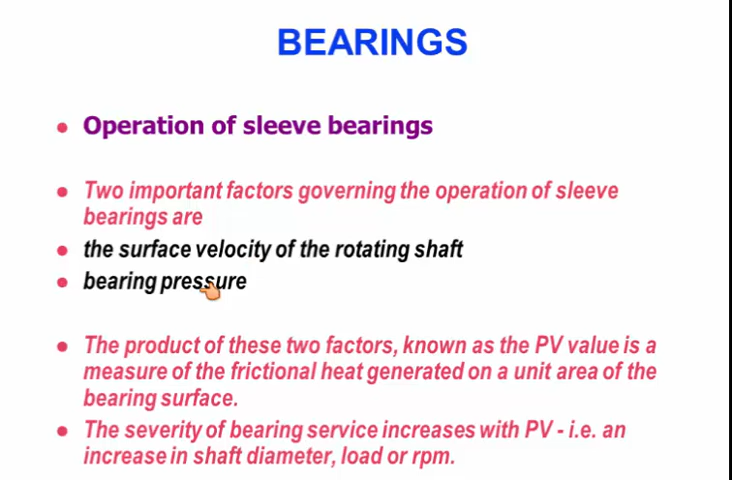 BEARINGS
• Operation of sleeve bearings
• Two important factors governing the operation of sleeve
bearings are
• the surface velocity of the rotating shaft
• bearing pressure
• The product of these two factors, known as the PV value is a
measure of the frictional heat generated on a unit area of the
bearing surface.
• The severity of bearing service increases with PV - i.e. an
increase in shaft diameter, load or rpm.